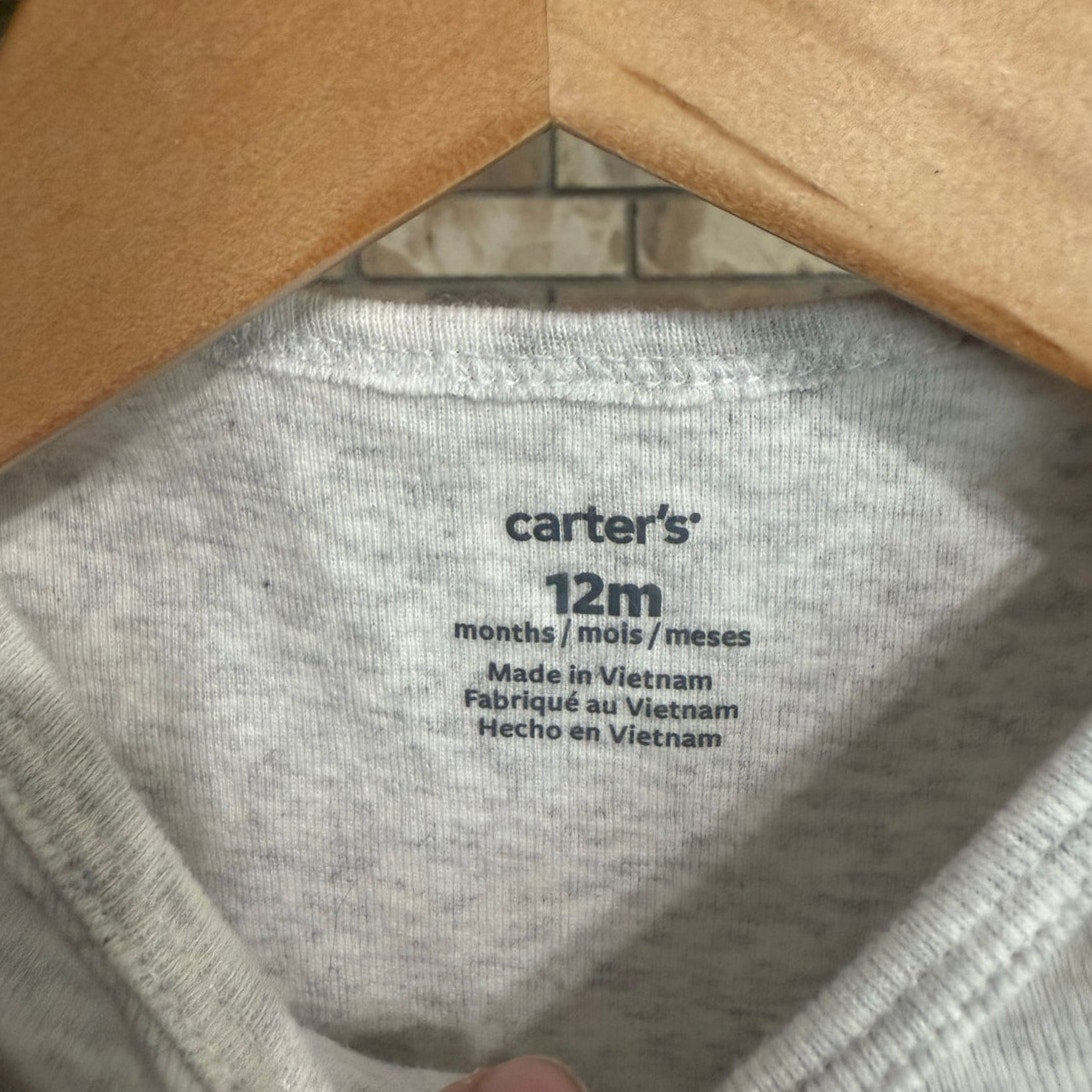 carter's
12m
months / mois / meses
Made in Vietnam
Fabriqué au Vietnam
Hecho en Vietnam